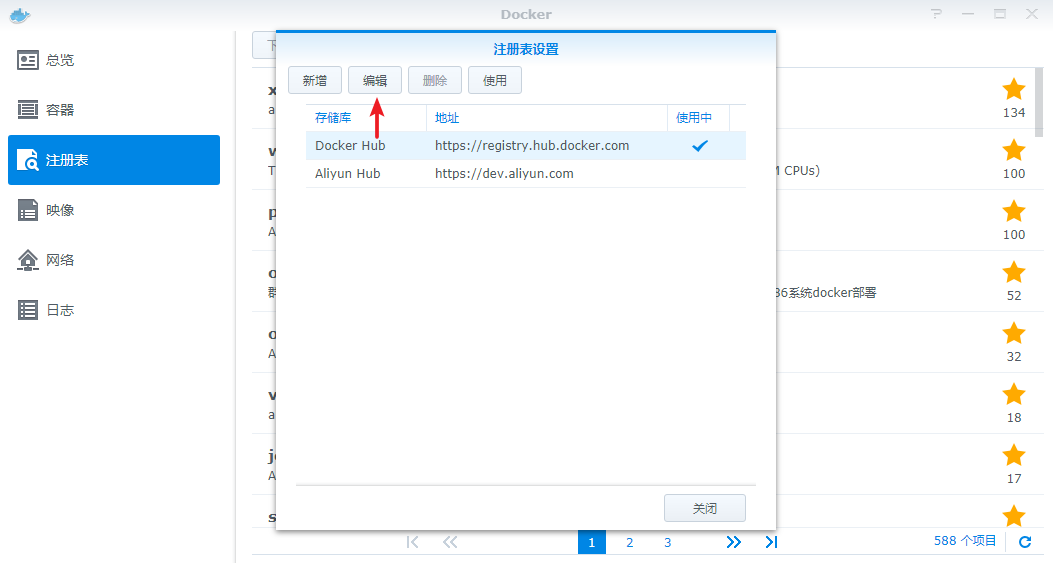 Docker
总览
容器
注册表
映像
网络
日志
注册表设置
新增 编辑 删除 使用
存储库 地址 使用中
Docker Hub https://registry.hub.docker.com
Aliyun Hub https://dev.aliyun.com
关闭
134
CPUs)
100
100
86系统docker部署
52
32
18
17
1 2 3
588 个项目